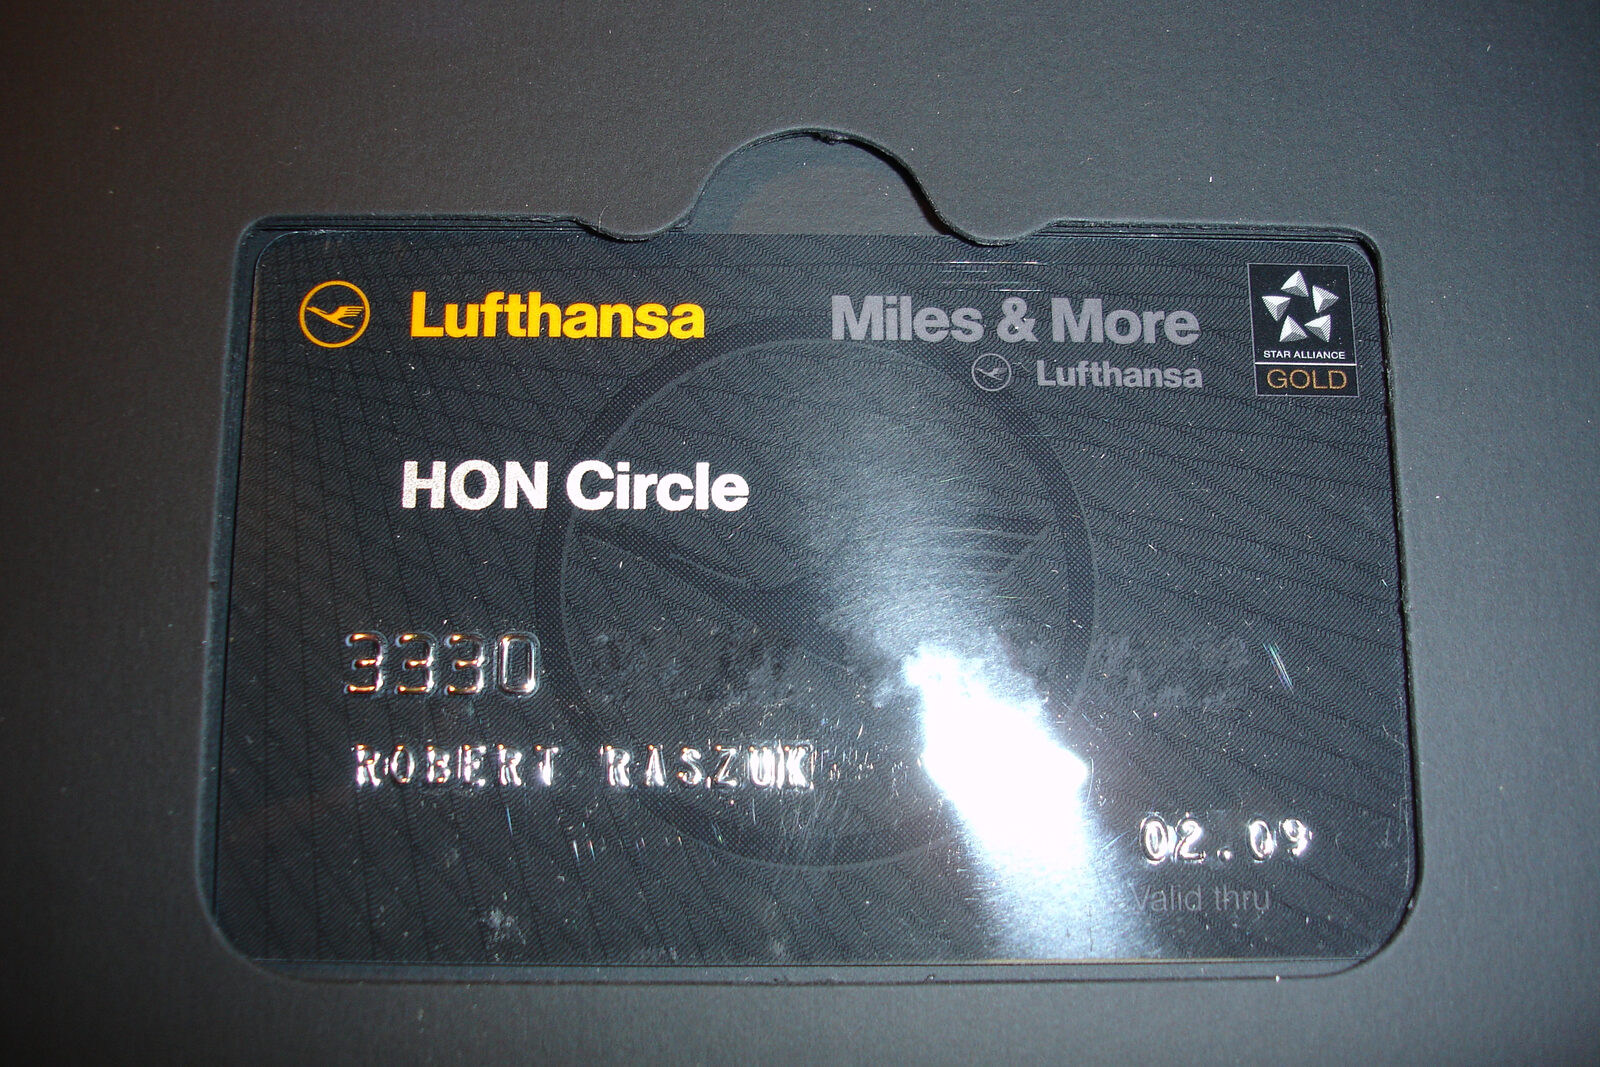 Lufthansa
Miles & More
Lufthansa
STAR ALLIANCE
GOLD
HON Circle
3330
ROBERT RASZUK
02.09
Valid thru